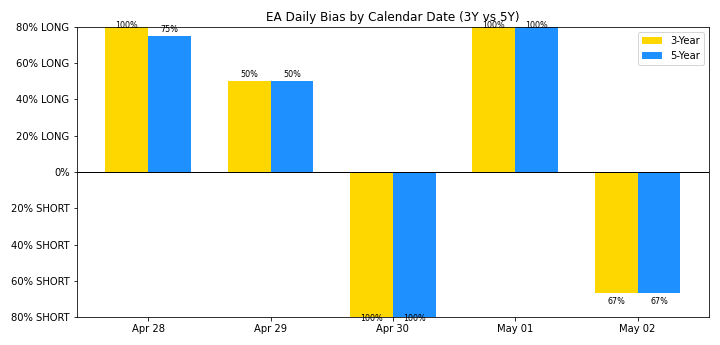 EA Daily Bias by Calendar Date (3Y vs 5Y)
80% LONG
60% LONG
40% LONG
20% LONG
0%
20% SHORT
40% SHORT
60% SHORT
80% SHORT
100%
75%
50%
50%
100%
100%
100%
100%
67%
67%
3-Year
5-Year
Apr 28
Apr 29
Apr 30
May 01
May 02